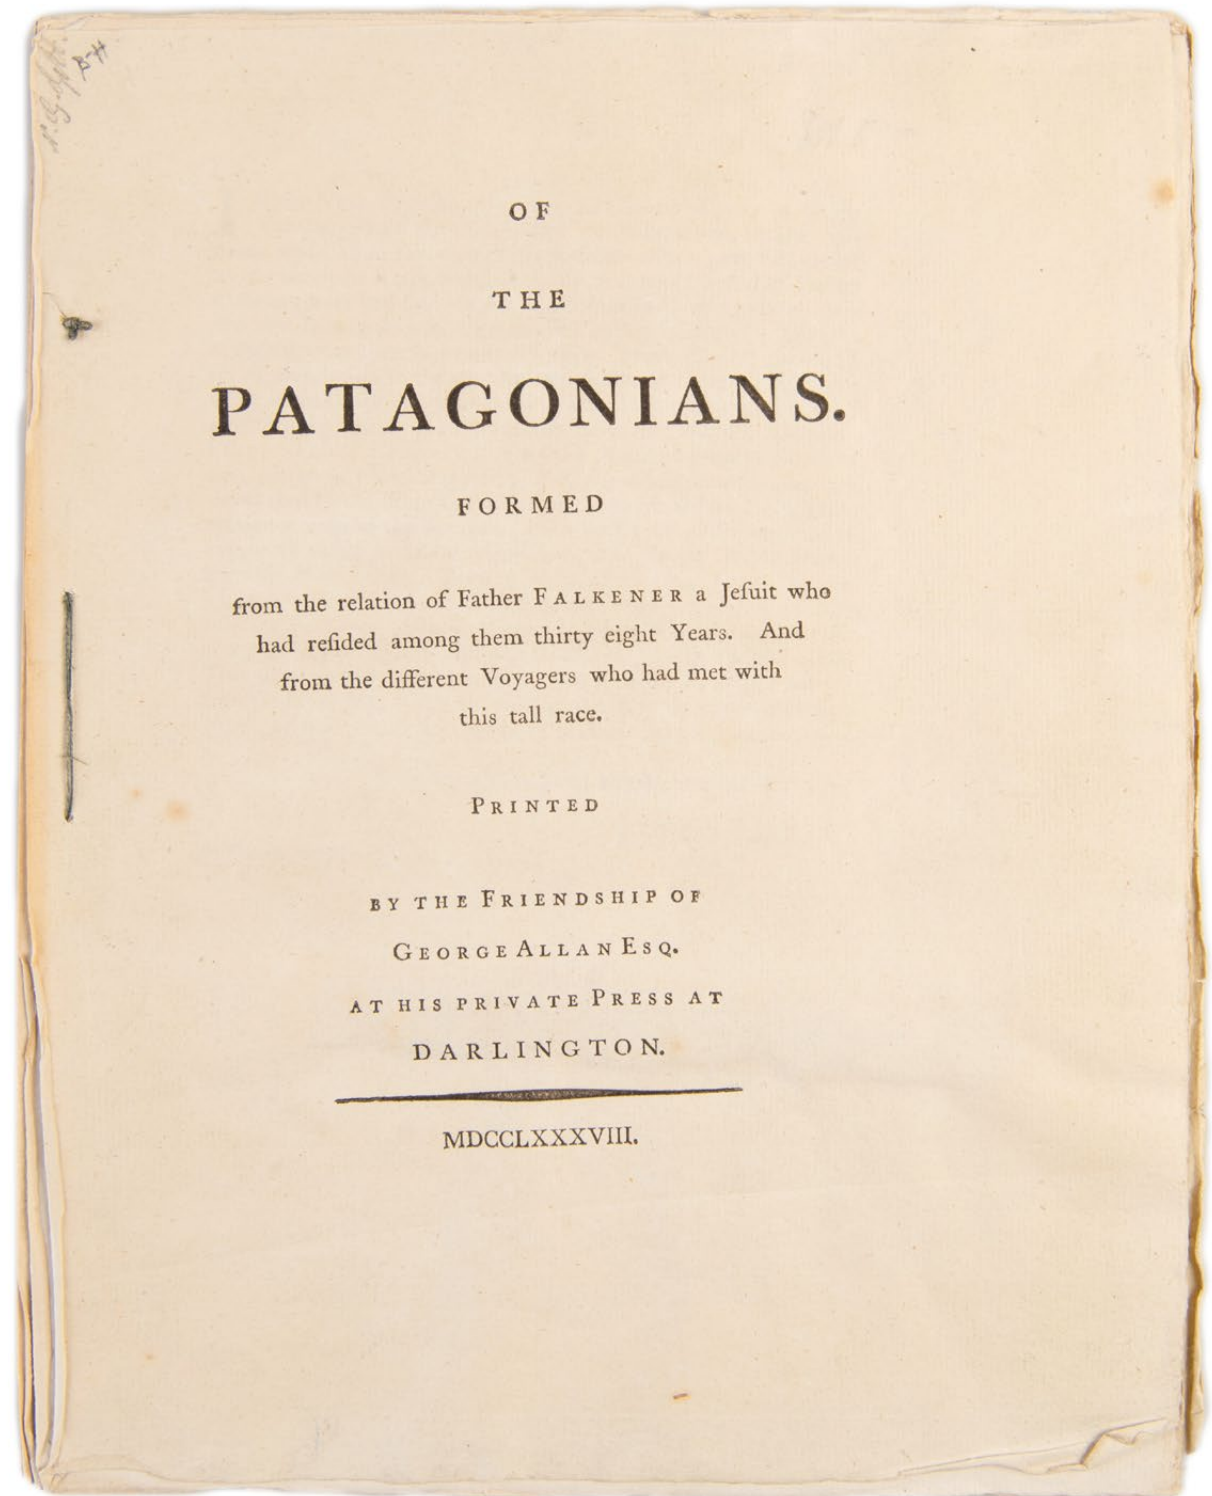 OF
THE
PATAGONIANS.
FORMED
from the relation of Father FALKENER a Jeſuit who
had reſided among them thirty eight Years. And
from the different Voyagers who had met with
this tall race.
PRINTED
BY THE FRIENDSHIP OF
GEORGE ALLAN ESQ.
AT HIS PRIVATE PRESS AT
DARLINGTON.
MDCCLXXXVIII.